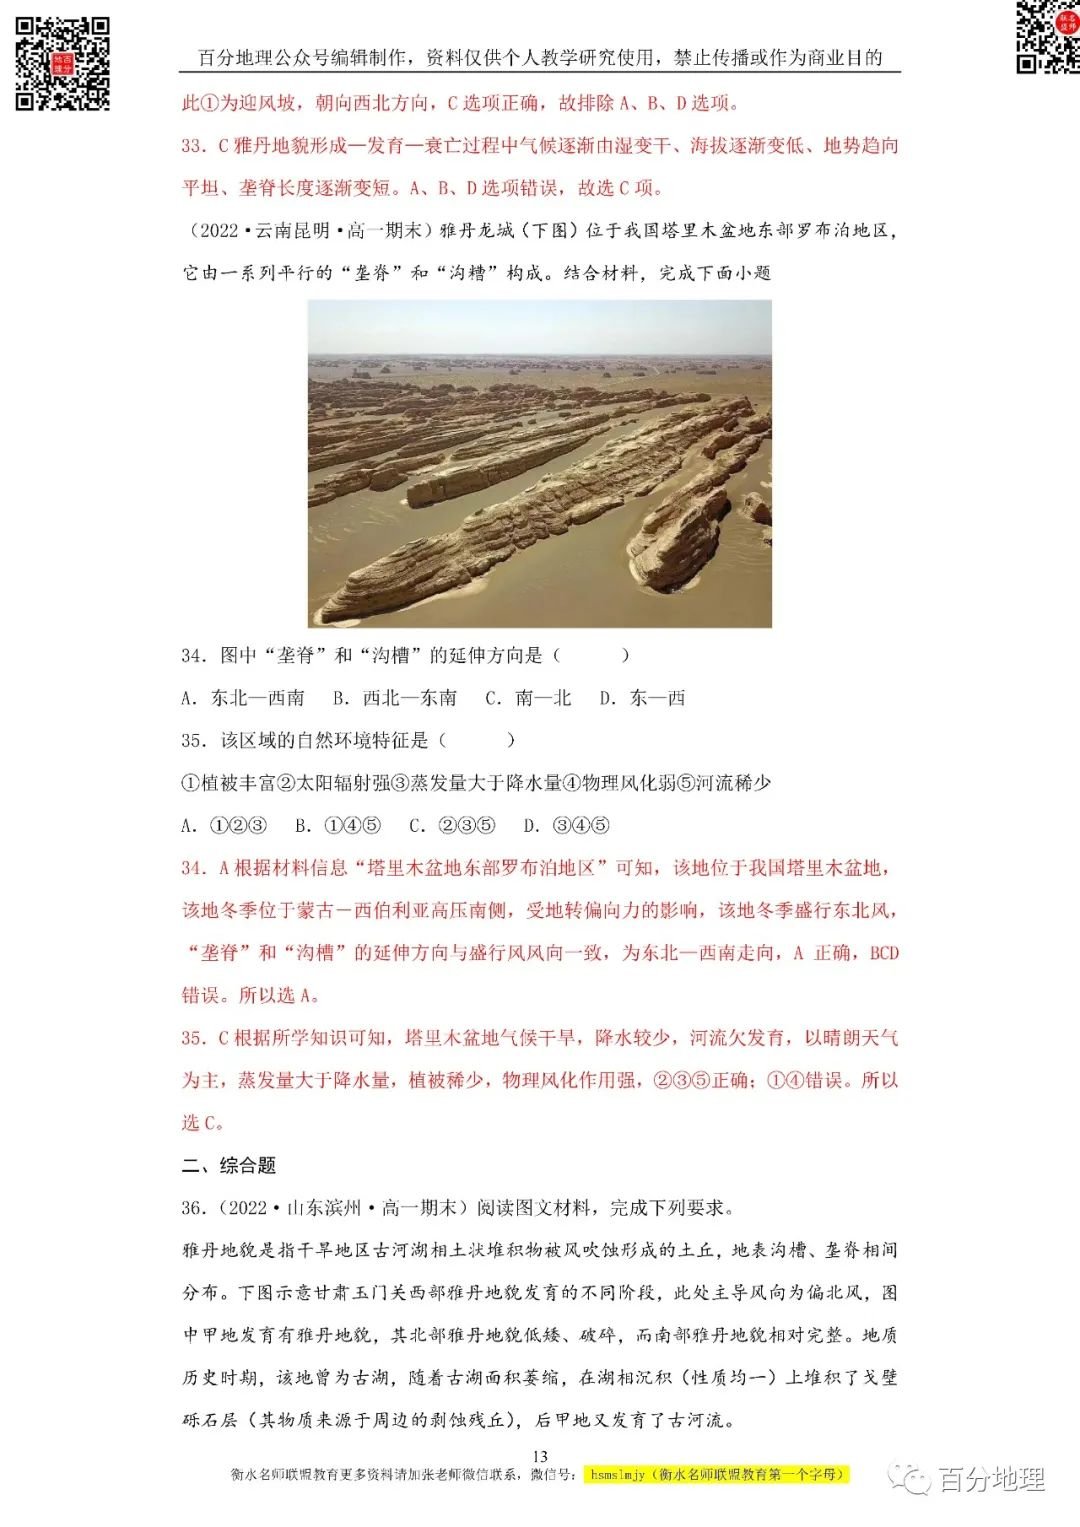 百分地理公众号编辑制作，资料仅供个人教学研究使用，禁止传播或作为商业目的
此①为迎风坡，朝向西北方向，C 选项正确，故排除 A、B、D 选项。
33．C 雅丹地貌形成—发育—衰亡过程中气候逐渐由湿变干、海拔逐渐变低、地势趋向
平坦、垄脊长度逐渐变短。A、B、D 选项错误，故选 C 项。
（2022·云南昆明·高一期末）雅丹龙城（下图）位于我国塔里木盆地东部罗布泊地区，
它由一系列平行的“垄脊”和“沟糟”构成。结合材料，完成下面小题
34．图中“垄脊”和“沟槽”的延伸方向是（　　）
A．东北—西南 B．西北—东南 C．南—北 D．东—西
35．该区域的自然环境特征是（　　）
①植被丰富②太阳辐射强③蒸发量大于降水量④物理风化弱⑤河流稀少
A．①②③ B．①④⑤ C．②③⑤ D．③④⑤
34．A 根据材料信息“塔里木盆地东部罗布泊地区”可知，该地位于我国塔里木盆地，
该地冬季位于蒙古－西伯利亚高压南侧，受地转偏向力的影响，该地冬季盛行东北风，
“垄脊”和“沟槽”的延伸方向与盛行风风向一致，为东北—西南走向，A 正确，BCD
错误。所以选 A。
35．C 根据所学知识可知，塔里木盆地气候干旱，降水较少，河流欠发育，以晴朗天气
为主，蒸发量大于降水量，植被稀少，物理风化作用强，②③⑤正确；①④错误。所以
选 C。
二、综合题
36．（2022·山东滨州·高一期末）阅读图文材料，完成下列要求。
雅丹地貌是指干旱地区古河湖相土状堆积物被风吹蚀形成的土丘，地表沟槽、垄脊相间
分布。下图示意甘肃玉门关西部雅丹地貌发育的不同阶段，此处主导风向为偏北风，图
中甲地发育有雅丹地貌，其北部雅丹地貌低矮、破碎，而南部雅丹地貌相对完整。地质
历史时期，该地曾为古湖，随着古湖面积萎缩，在湖相沉积（性质均一）上堆积了戈壁
砾石层（其物质来源于周边的剥蚀残丘），后甲地又发育了古河流。
13
衡水名师联盟教育更多资料请加张老师微信联系，微信号： hsmslmjy（衡水名师联盟教育第一个字母）
百分地理